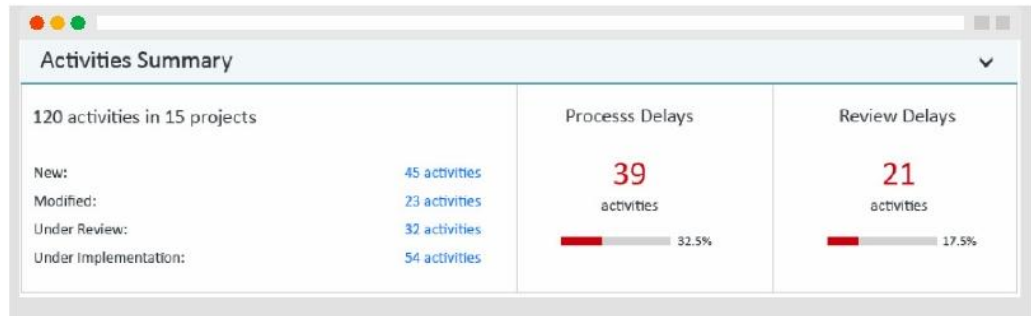 Activities Summary
120 activities in 15 projects
New: 45 activities
Modified: 23 activities
Under Review: 32 activities
Under Implementation: 54 activities
Processs Delays
39
activities
32.5%
Review Delays
21
activities
17.5%